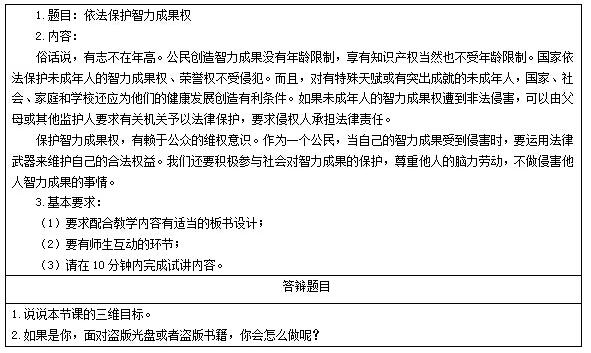 1.题目：依法保护智力成果权
2.内容：
俗话说，有志不在年高。公民创造智力成果没有年龄限制，享有知识产权当然也不受年龄限制。国家依
法保护未成年人的智力成果权、荣誉权不受侵犯。而且，对有特殊天赋或有突出成就的未成年人，国家、社
会、家庭和学校还应为他们的健康发展创造有利条件。如果未成年人的智力成果权遭到非法侵害，可以由父
母或其他监护人要求有关机关予以法律保护，要求侵权人承担法律责任。
保护智力成果权，有赖于公众的维权意识。作为一个公民，当自己的智力成果受到侵害时，要运用法律
武器来维护自己的合法权益。我们还要积极参与社会对智力成果的保护，尊重他人的脑力劳动，不做侵害他
人智力成果的事情。
3.基本要求：
（1）要求配合教学内容有适当的板书设计；
（2）要有师生互动的环节；
（3）请在10分钟内完成试讲内容。
答辩题目
1.说说本节课的三维目标。
2.如果是你，面对盗版光盘或者盗版书籍，你会怎么做呢？